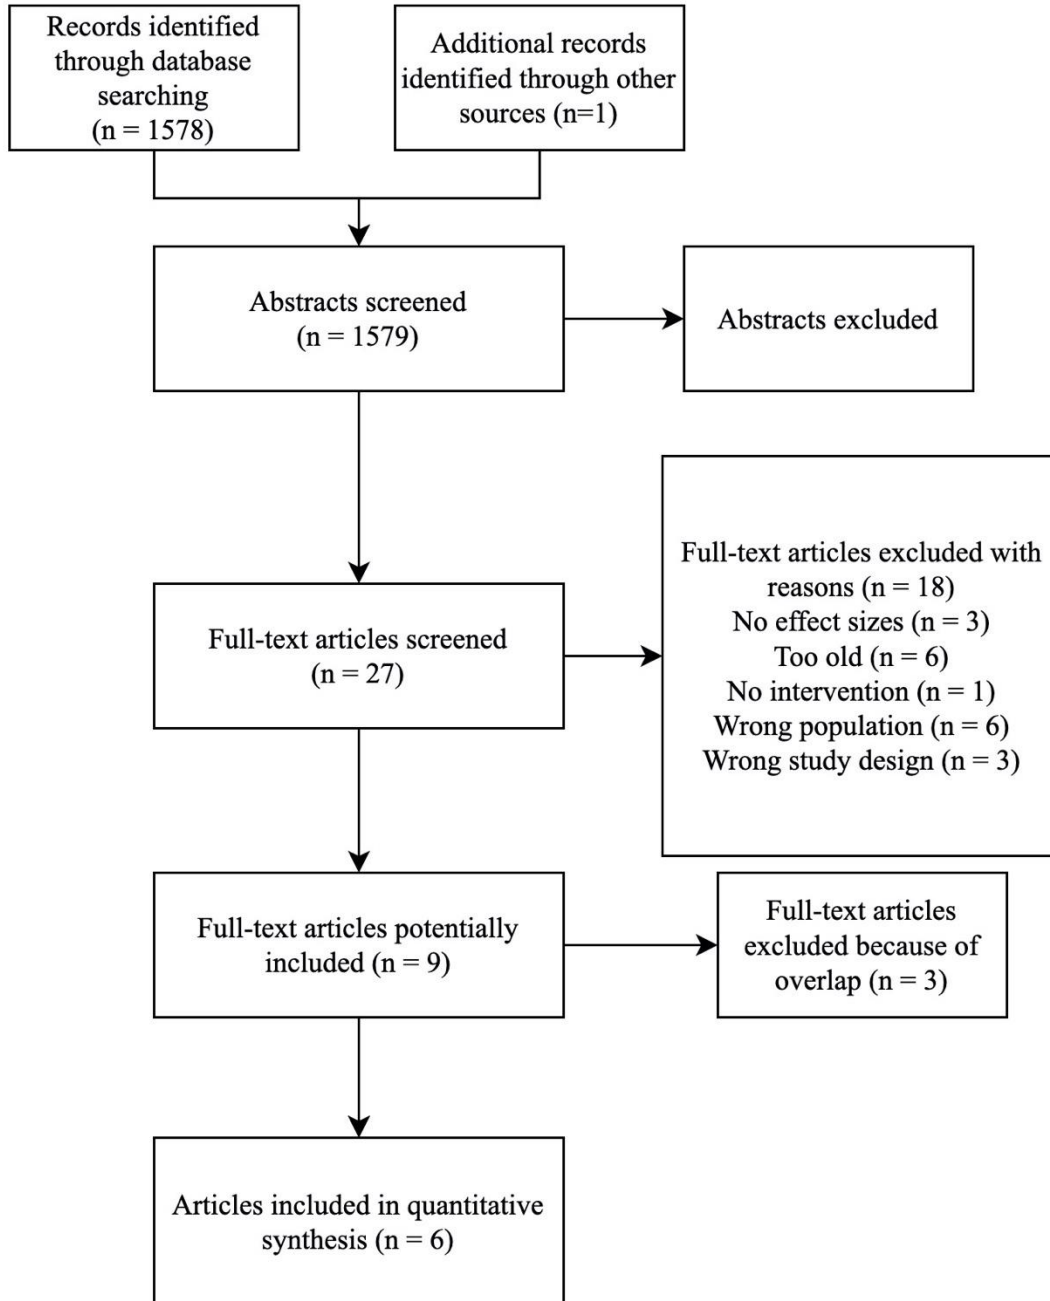 Records identified
through database
searching
(n = 1578)
Additional records
identified through other
sources (n=1)
Abstracts screened
(n = 1579)
Abstracts excluded
Full-text articles excluded with
reasons (n = 18)
No effect sizes (n = 3)
Too old (n = 6)
No intervention (n = 1)
Wrong population (n = 6)
Wrong study design (n = 3)
Full-text articles screened
(n = 27)
Full-text articles potentially
included (n = 9)
Full-text articles
excluded because of
overlap (n = 3)
Articles included in quantitative
synthesis (n = 6)